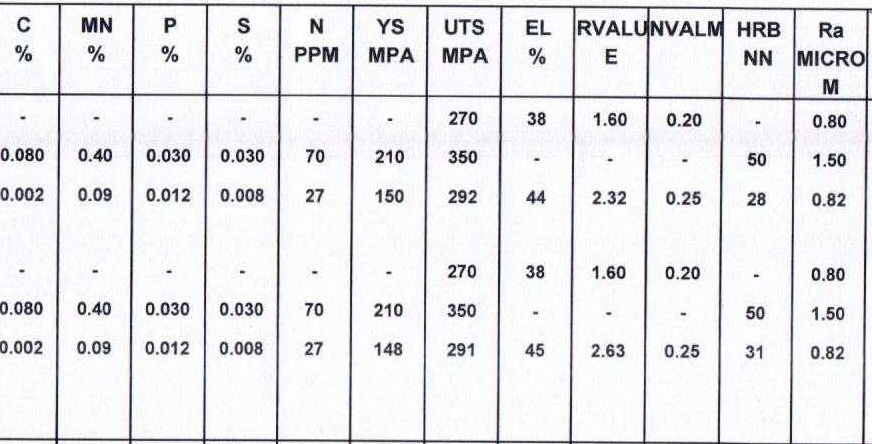 C MN P S N YS UTS EL RVALU NVALM HRB Ra
% % % % PPM MPA MPA % E NN MICRO
M
- - - - - - 270 38 1.60 0.20 - 0.80
0.080 0.40 0.030 0.030 70 210 350 - - - 50 1.50
0.002 0.09 0.012 0.008 27 150 292 44 2.32 0.25 28 0.82
- - - - - - 270 38 1.60 0.20 - 0.80
0.080 0.40 0.030 0.030 70 210 350 - - - 50 1.50
0.002 0.09 0.012 0.008 27 148 291 45 2.63 0.25 31 0.82